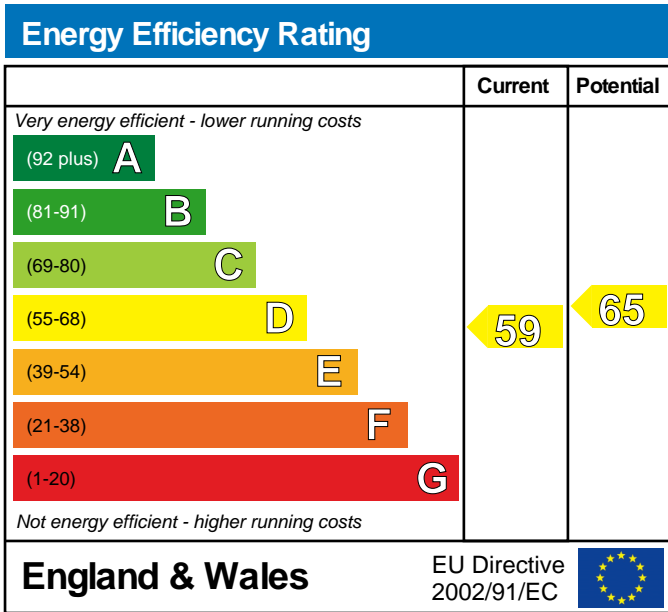 Energy Efficiency Rating
Current Potential
Very energy efficient - lower running costs
(92 plus) A
(81-91) B
(69-80) C
(55-68) D
59
65
(39-54) E
(21-38) F
(1-20) G
Not energy efficient - higher running costs
England & Wales
EU Directive
2002/91/EC